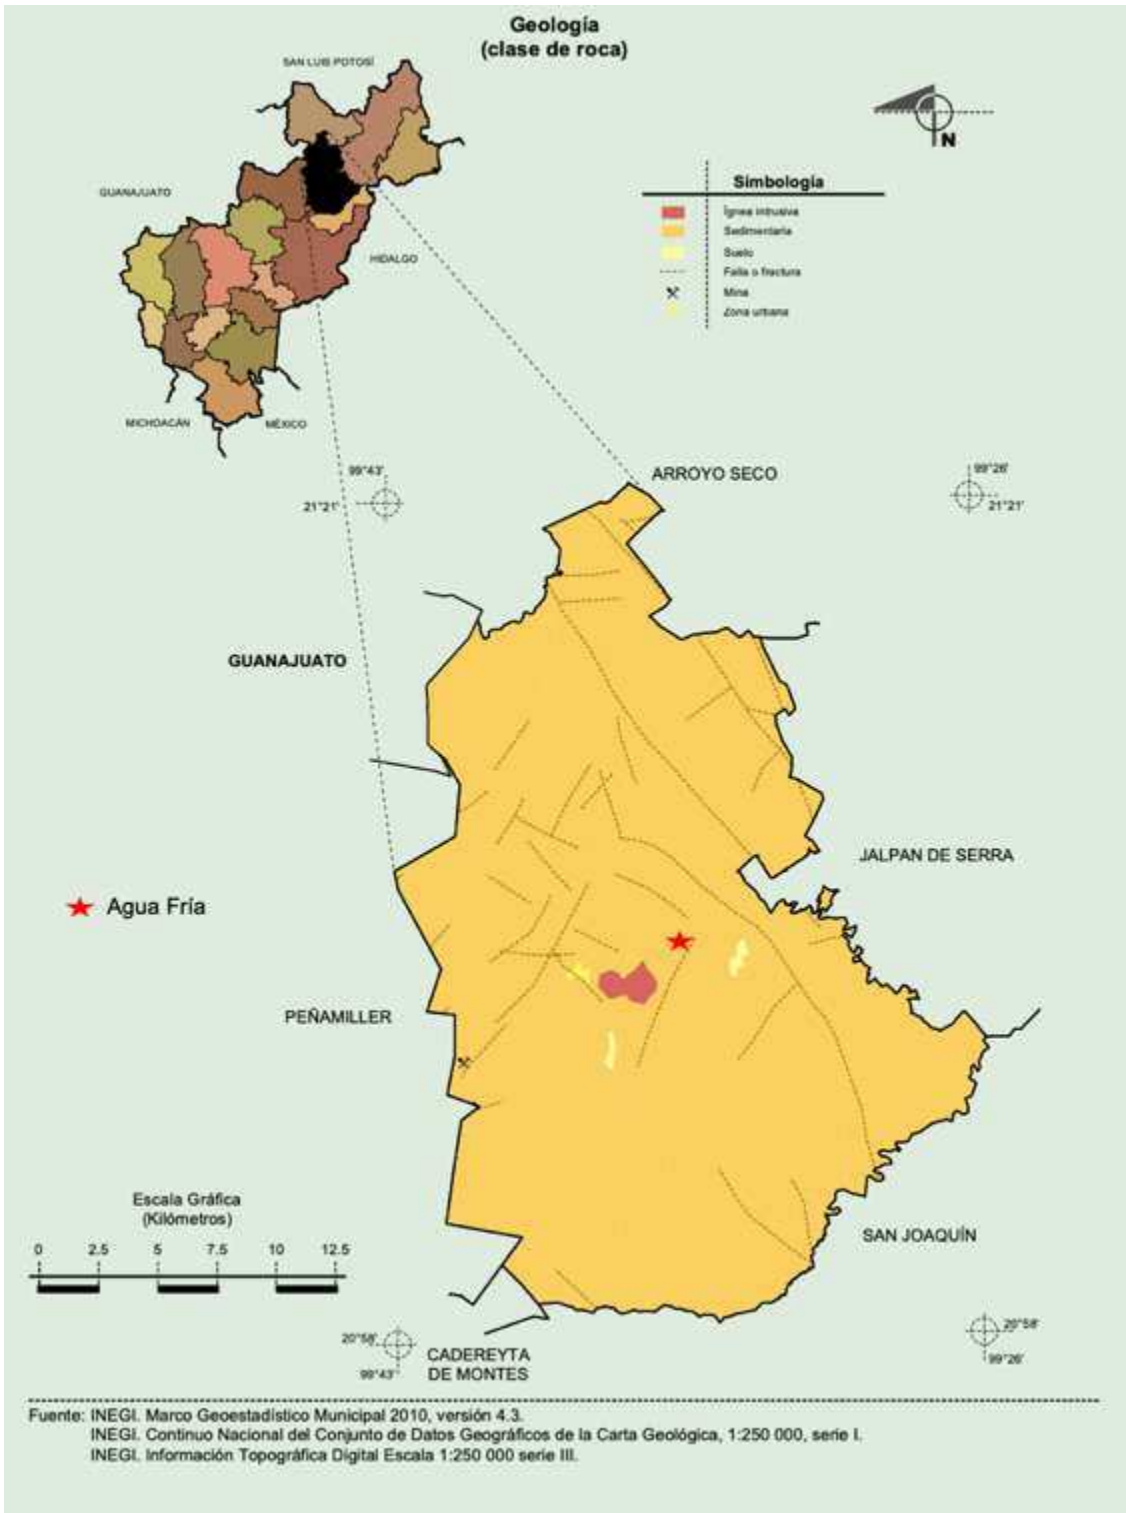 Geología
(clase de roca)
SAN LUIS POTOSÍ
GUANAJUATO
HIDALGO
MICHOACÁN
MÉXICO
N
Simbología
Ígnea intrusiva
Sedimentaria
Suelo
Falla o fractura
Mina
Zona urbana
99°43'
21°21'
ARROYO SECO
99°26'
21°21'
GUANAJUATO
JALPAN DE SERRA
Agua Fría
PEÑAMILLER
Escala Gráfica
(Kilómetros)
0 2.5 5 7.5 10 12.5
SAN JOAQUÍN
20°58'
99°43'
CADEREYTA
DE MONTES
20°58'
99°26'
Fuente: INEGI. Marco Geoestadístico Municipal 2010, versión 4.3.
INEGI. Continuo Nacional del Conjunto de Datos Geográficos de la Carta Geológica, 1:250 000, serie I.
INEGI. Información Topográfica Digital Escala 1:250 000 serie III.